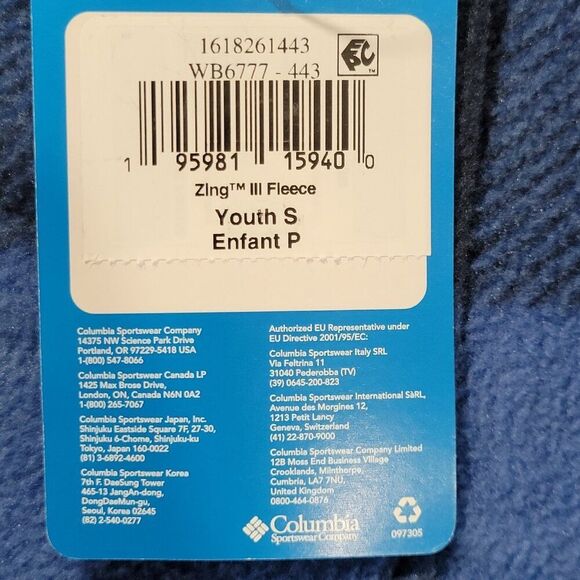 1618261443
WB6777 - 443
EPC™
1 95981 15940 0
Zing™ III Fleece
Youth S
Enfant P
Columbia Sportswear Company
14375 NW Science Park Drive
Portland, OR 97229-5418 USA
1-(800) 547-8066
Columbia Sportswear Canada LP
1425 Max Brose Drive,
London, ON, Canada N6N 0A2
1-(800) 265-7067
Columbia Sportswear Japan, Inc.
Shinjuku Eastside Square 7F, 27-30,
Shinjuku 6-Chome, Shinjuku-ku
Tokyo, Japan 160-0022
(81) 3-6892-4600
Columbia Sportswear Korea
7th F. DaeSung Tower
465-13 JangAn-dong,
DongDaeMun-gu,
Seoul, Korea 02645
(82) 2-540-0277
Authorized EU Representative under
EU Directive 2001/95/EC:
Columbia Sportswear Italy SRL
Via Feltrina 11
31040 Pederobba (TV)
(39) 0645-200-823
Columbia Sportswear International SàRL,
Avenue des Morgines 12,
1213 Petit Lancy
Geneva, Switzerland
(41) 22-870-9000
Columbia Sportswear Company Limited
12B Moss End Business Village
Crooklands, Milnthorpe,
Cumbria, LA7 7NU,
United Kingdom
0800-464-0876
Columbia
Sportswear Company
097305